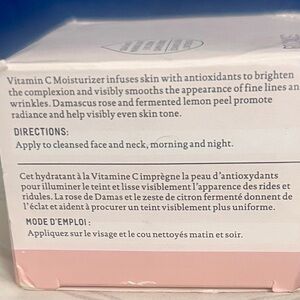 Vitamin C Moisturizer infuses skin with antioxidants to brighten
the complexion and visibly smooths the appearance of fine lines an
wrinkles. Damascus rose and fermented lemon peel promote
radiance and help visibly even skin tone.
DIRECTIONS:
Apply to cleansed face and neck, morning and night.
Cet hydratant à la Vitamine C imprègne la peau d'antioxydants
pour illuminer le teint et lisse visiblement l'apparence des rides et
ridules. La rose de Damas et le zeste de citron fermenté donnent de
l'éclat et aident à procurer un teint visiblement plus uniforme.
MODE D'EMPLOI :
Appliquez sur le visage et le cou nettoyés matin et soir.